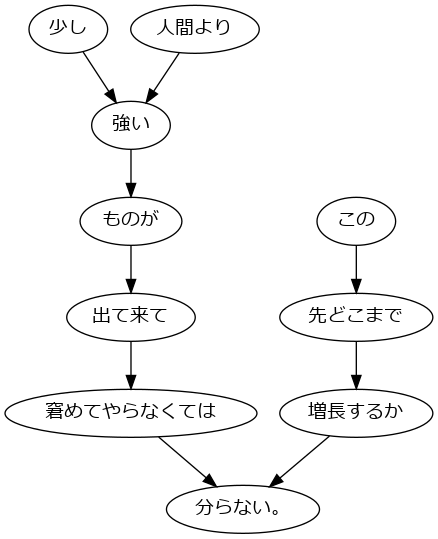 少し
人間より
強い
ものが
この
出て来て
先どこまで
窘めてやらなくては
増長するか
分らない。